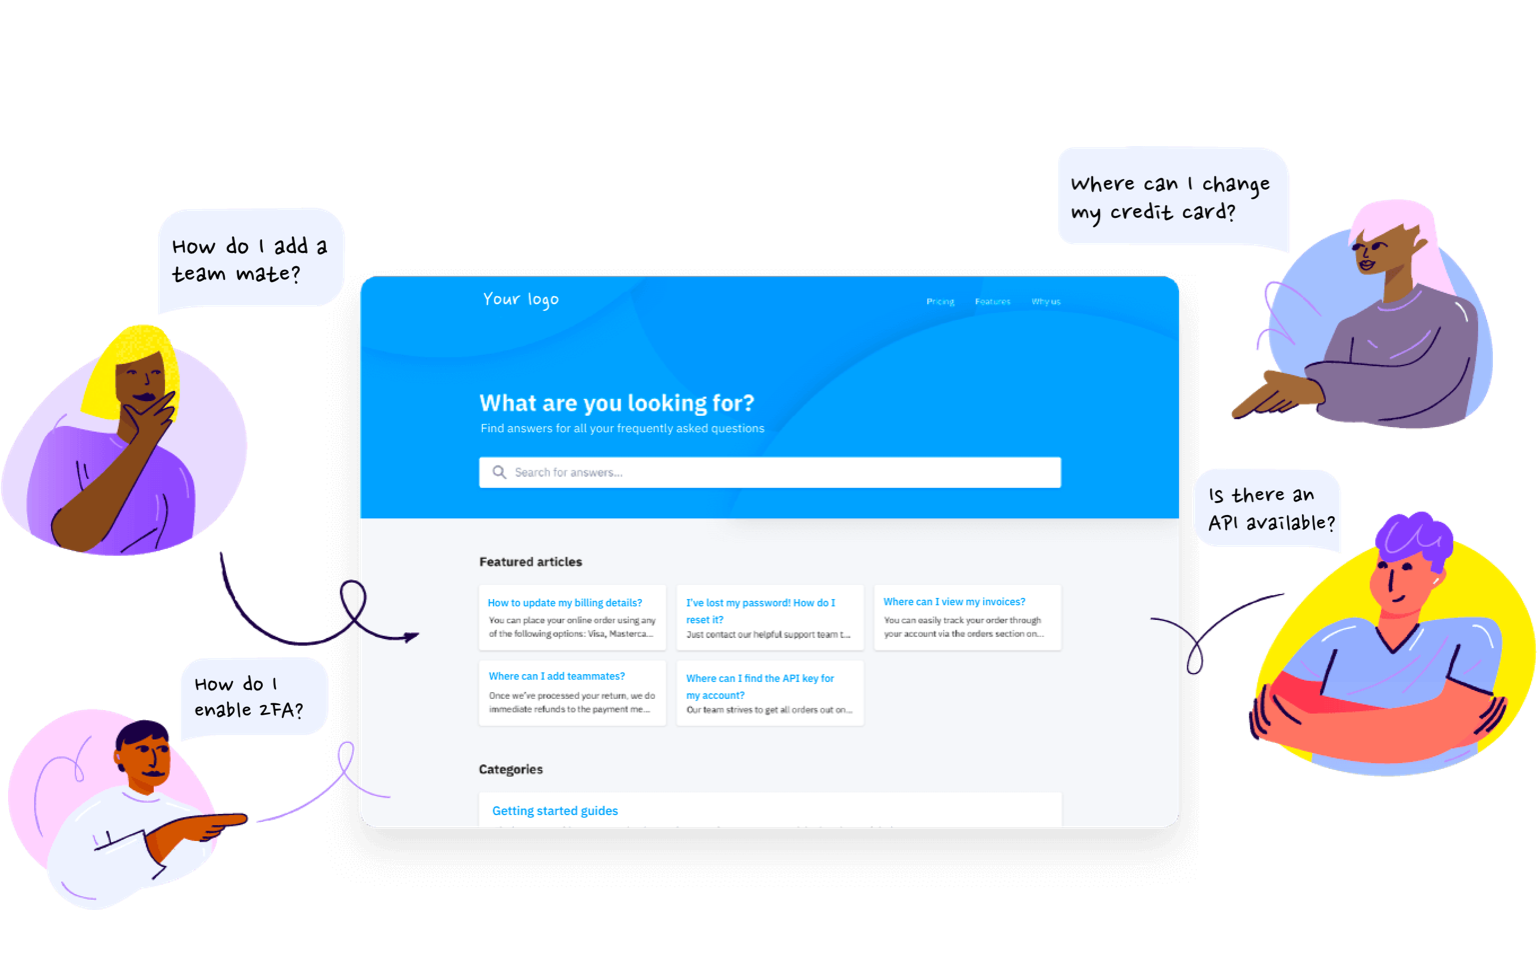 Where can I change
my credit card?
How do I add a
team mate?
Your logo
Pricing Features Why us
What are you looking for?
Find answers for all your frequently asked questions
Search for answers...
Is there an
API available?
Featured articles
How to update my billing details?
You can place your online order using any
of the following options: Visa, Masterca...
I've lost my password! How do I
reset it?
Just contact our helpful support team t...
Where can I view my invoices?
You can easily track your order through
your account via the orders section on...
Where can I add teammates?
Once we've processed your return, we do
immediate refunds to the payment me...
Where can I find the API key for
my account?
Our team strives to get all orders out on...
How do I
enable 2FA?
Categories
Getting started guides